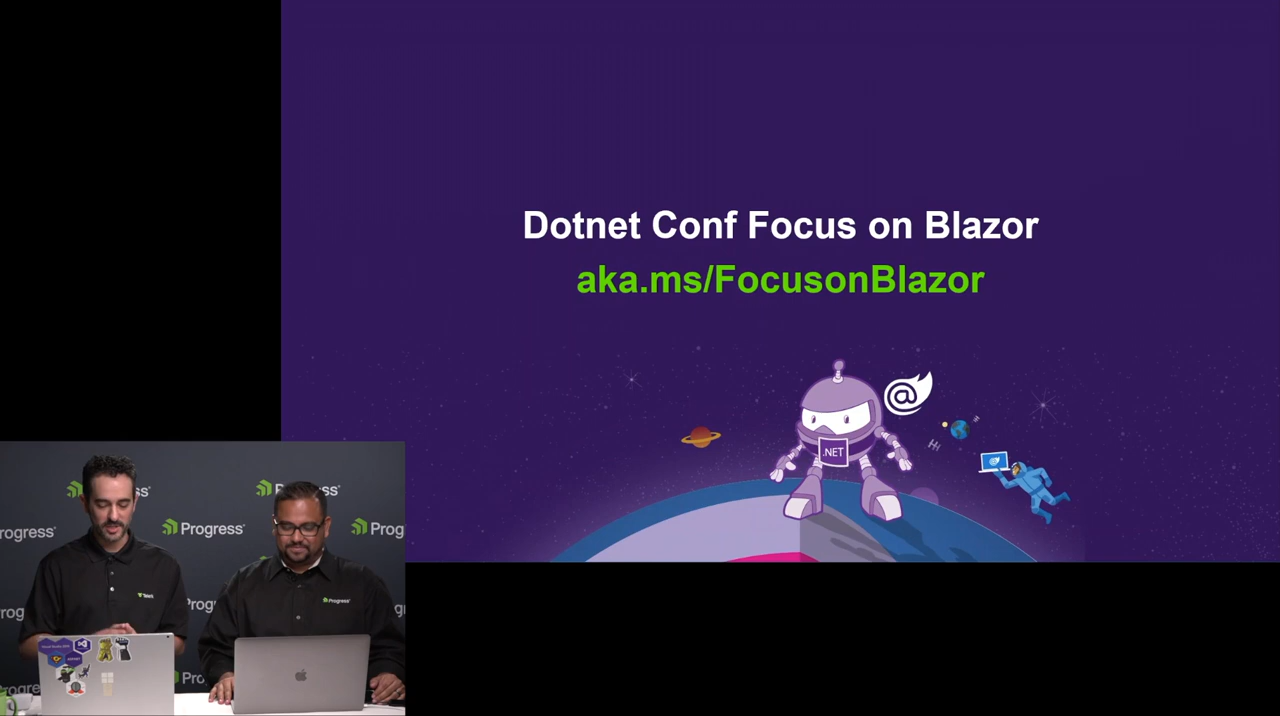 Dotnet Conf Focus on Blazor
aka.ms/FocusonBlazor
@
.NET
Progress
Progress
Progress